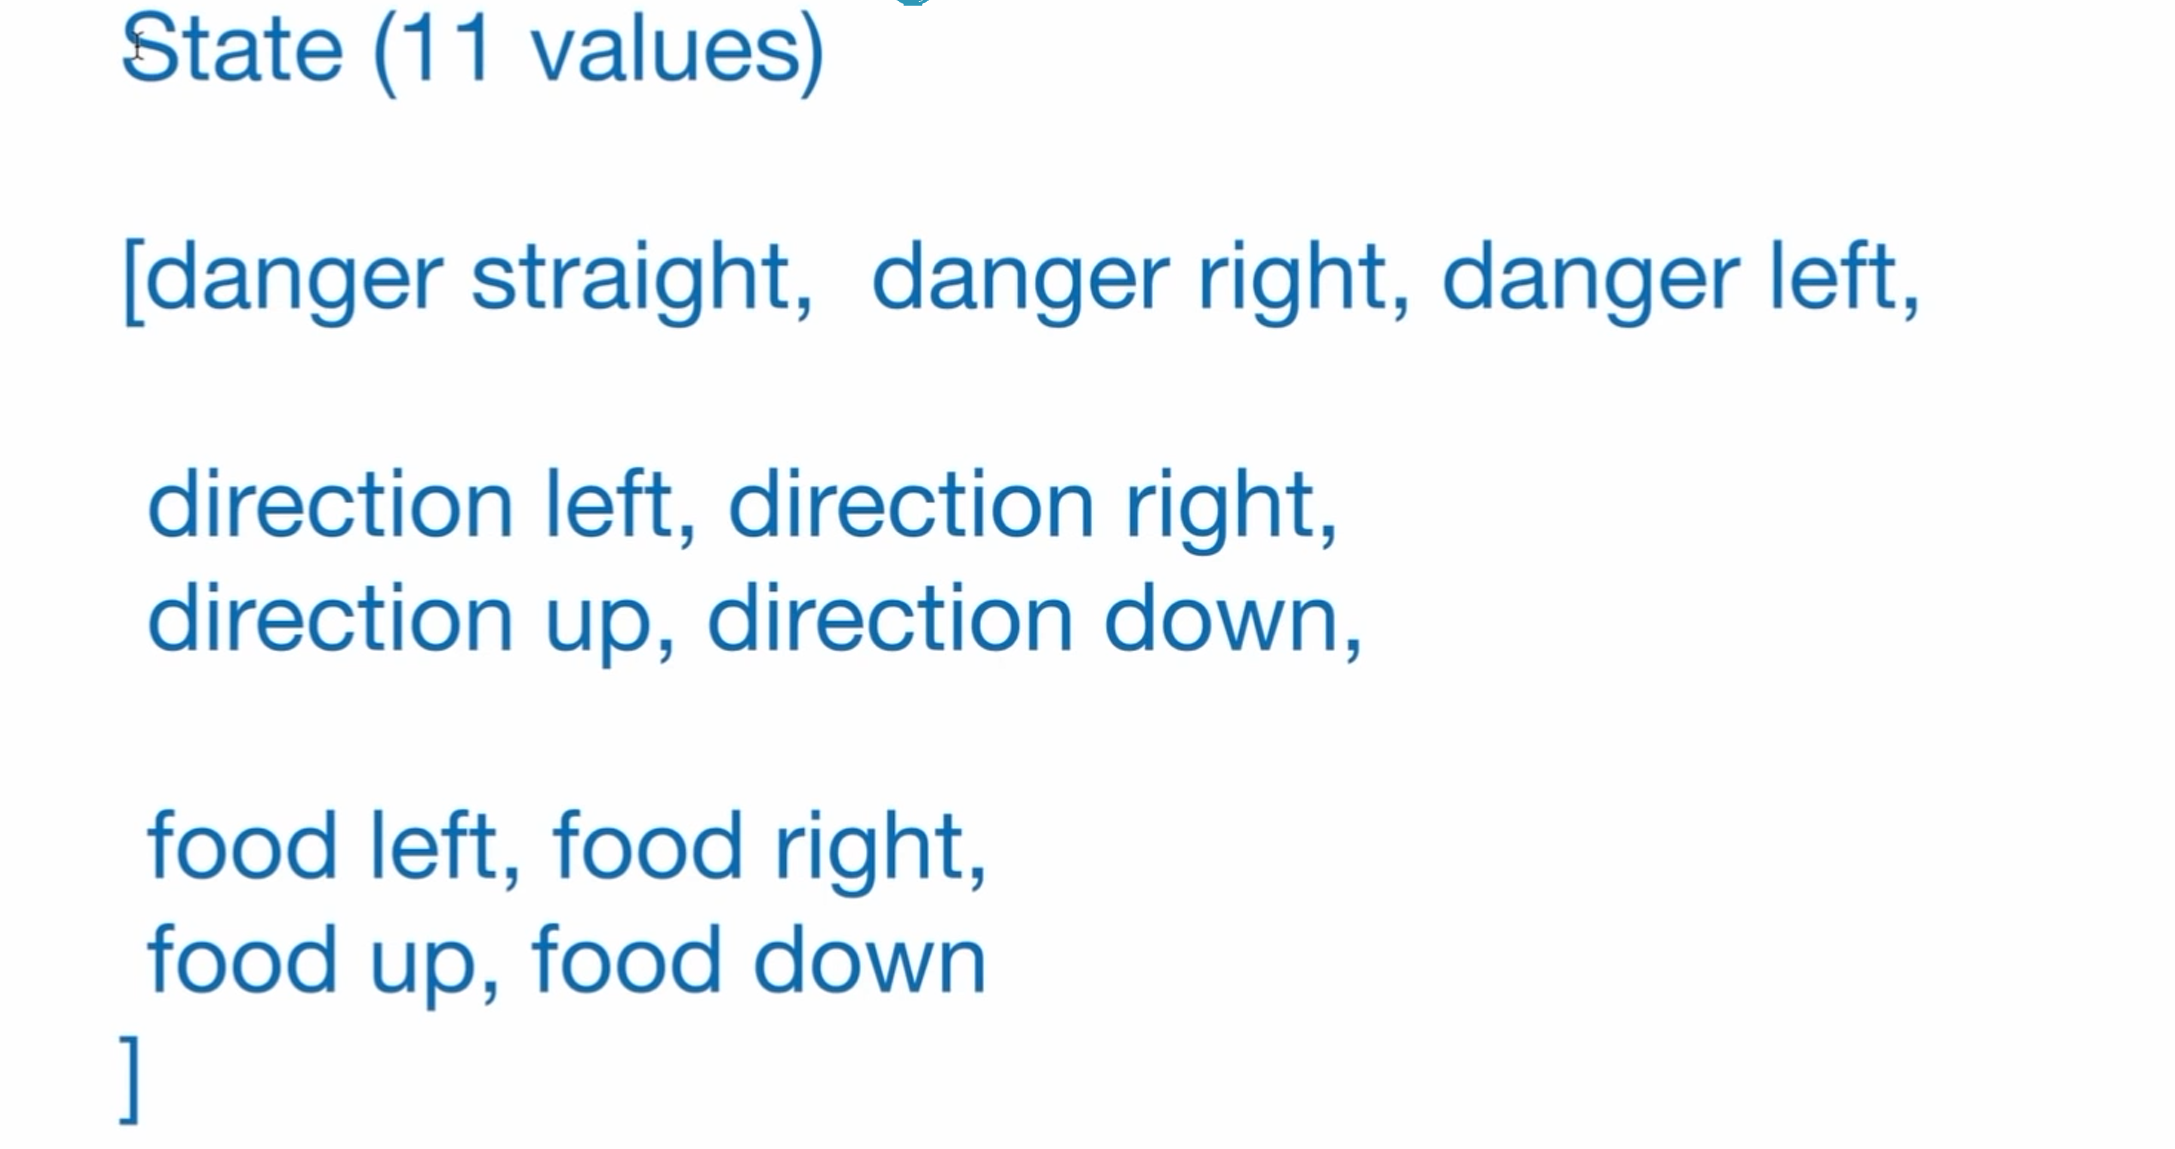 State (11 values)
[danger straight,  danger right, danger left,
direction left, direction right,
direction up, direction down,
food left, food right,
food up, food down
]